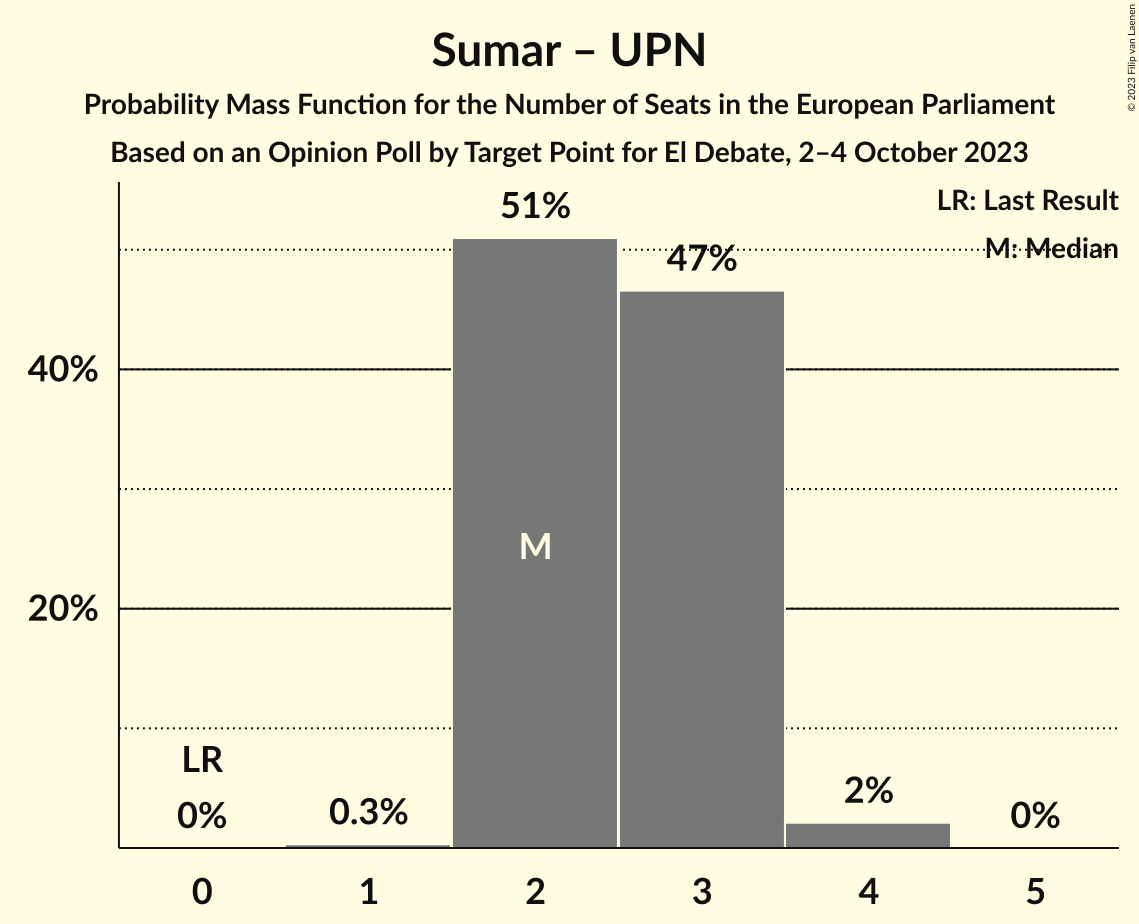 Sumar – UPN
Probability Mass Function for the Number of Seats in the European Parliament
Based on an Opinion Poll by Target Point for El Debate, 2–4 October 2023
© 2023 Filip van Laenen
LR: Last Result
M: Median
51%
47%
40%
20%
M
LR
0%
0.3%
2%
0%
0 1 2 3 4 5